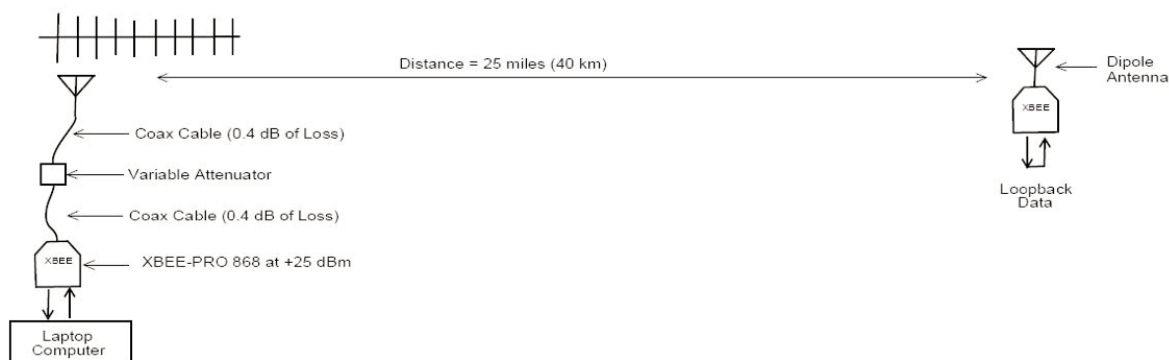 Distance = 25 miles (40 km)
Dipole
Antenna
XBEE
Coax Cable (0.4 dB of Loss)
Variable Attenuator
Loopback
Data
Coax Cable (0.4 dB of Loss)
XBEE
XBEE-PRO 868 at +25 dBm
Laptop
Computer